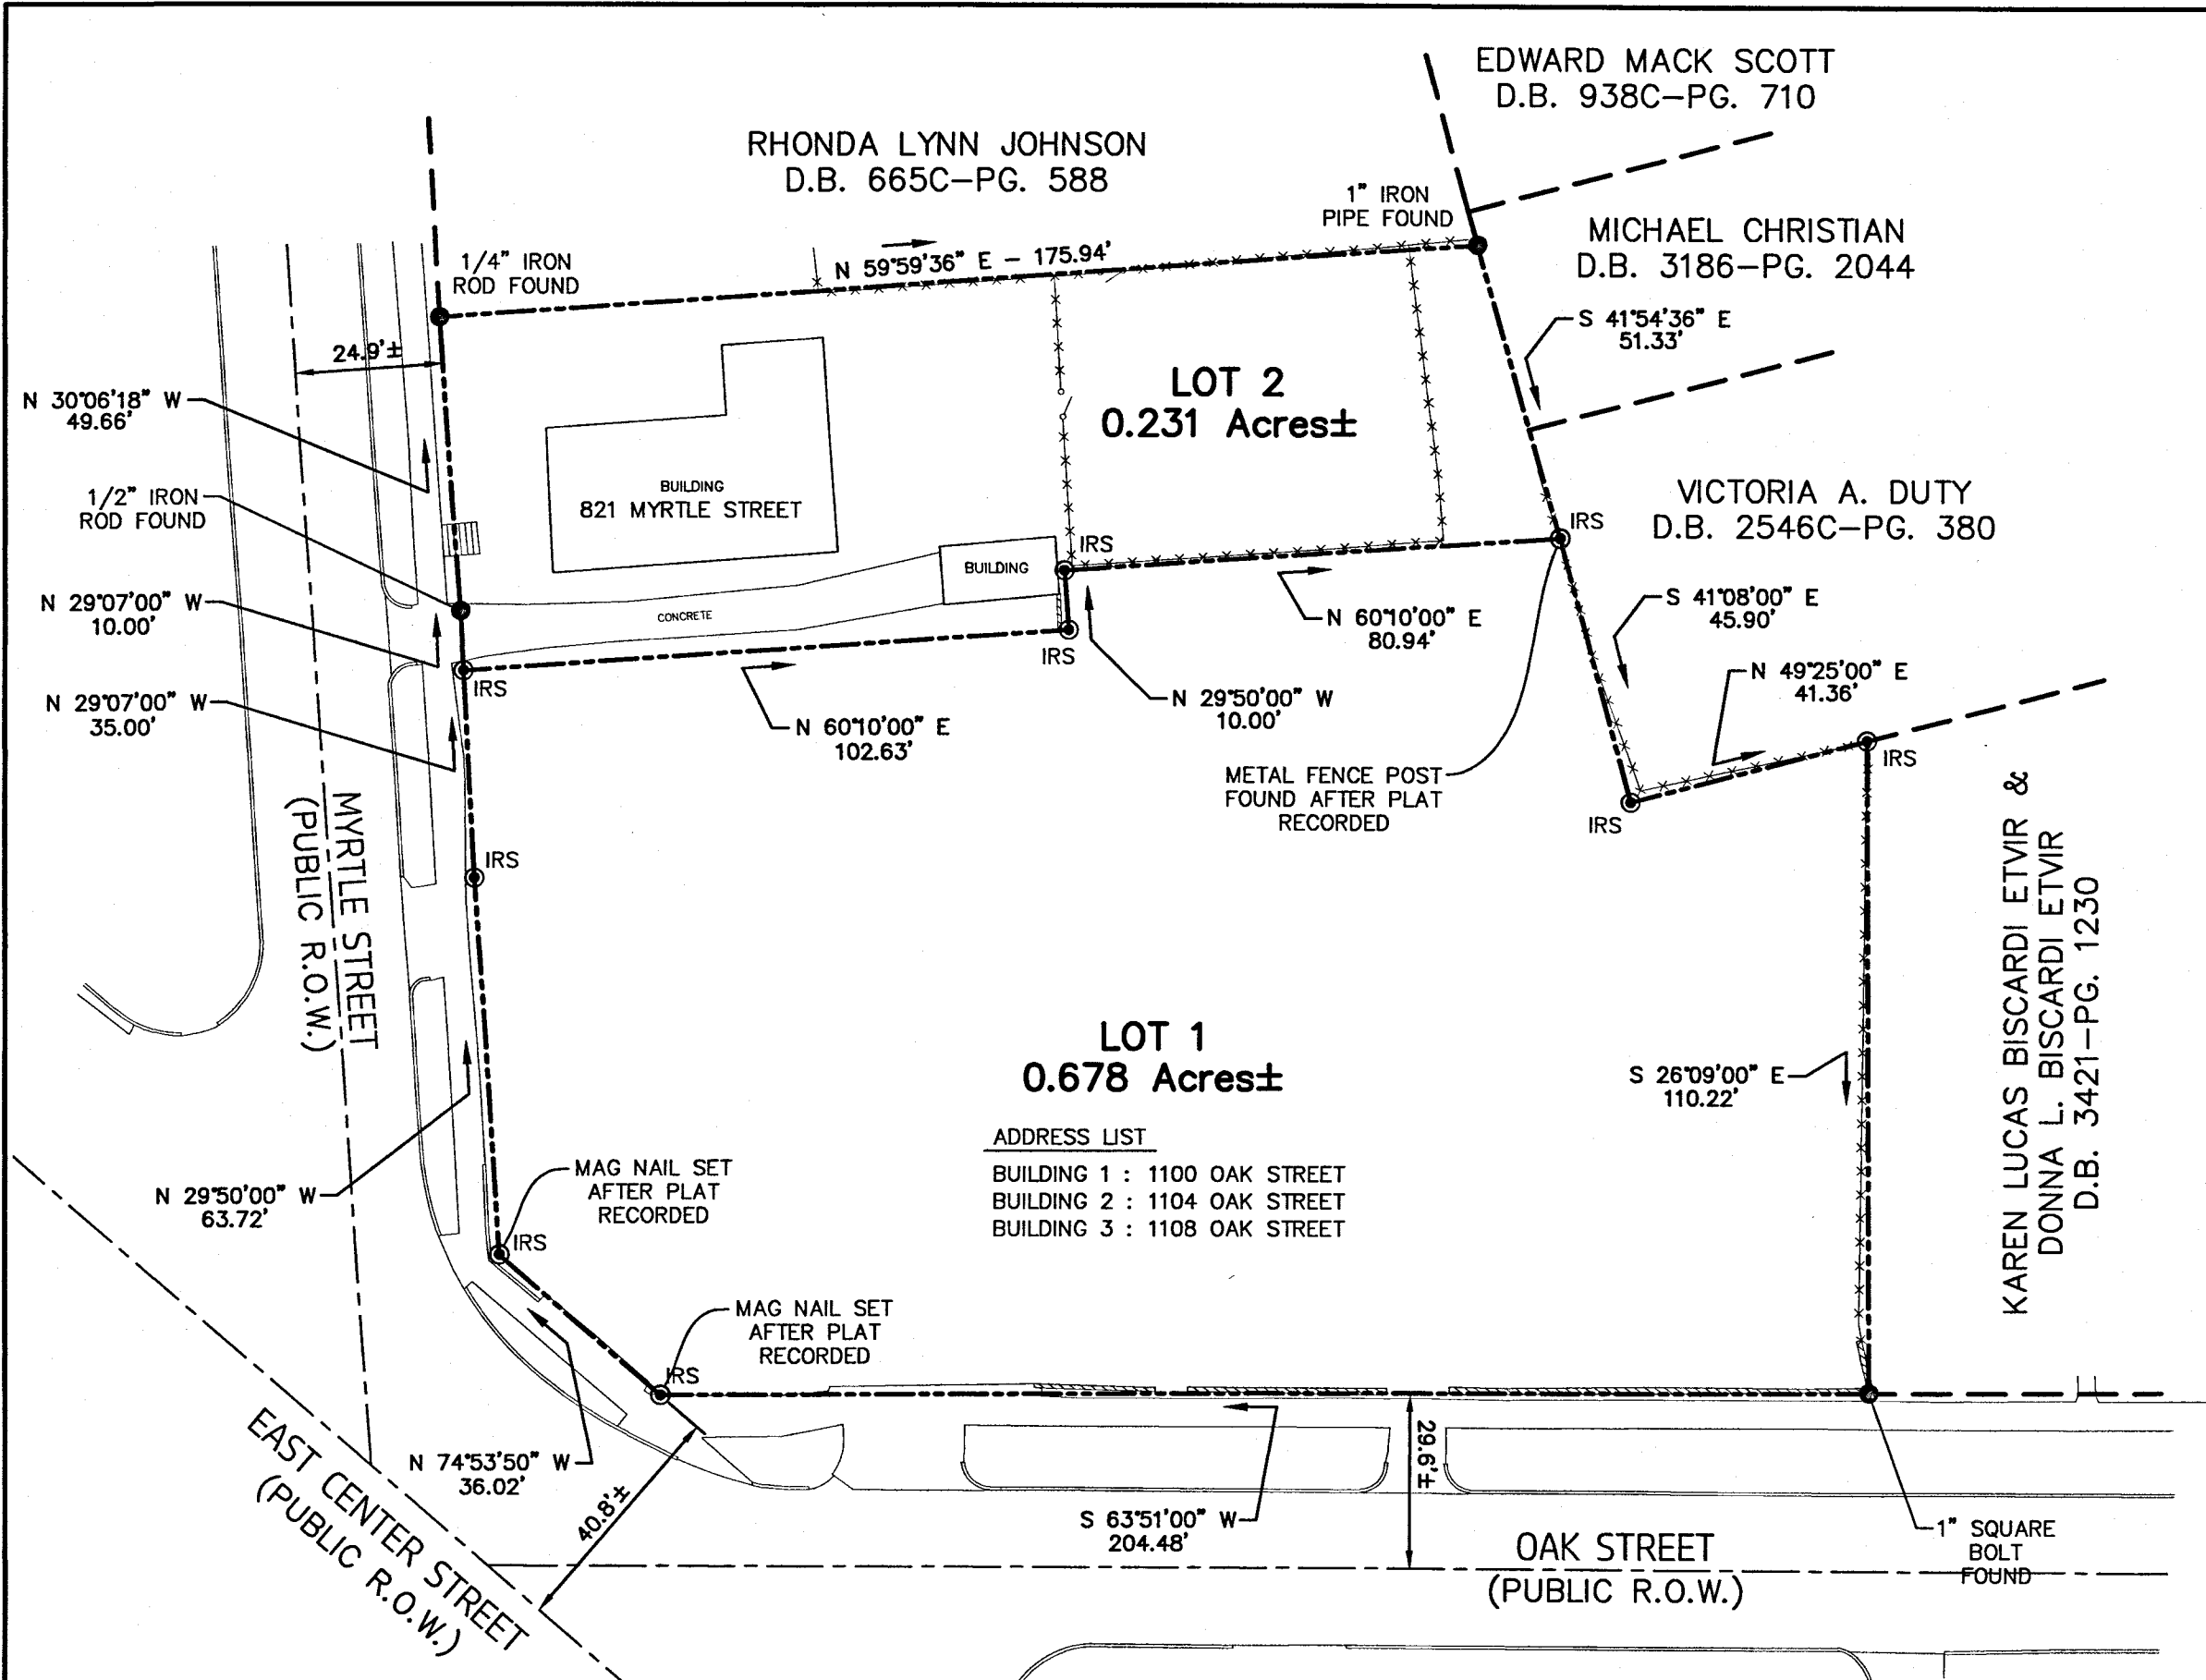 EDWARD MACK SCOTT
D.B. 938C-PG. 710
RHONDA LYNN JOHNSON
D.B. 665C-PG. 588
1" IRON
PIPE FOUND
MICHAEL CHRISTIAN
D.B. 3186-PG. 2044
1/4" IRON
ROD FOUND
N 59°59'36" E - 175.94'
S 41°54'36" E
51.33'
24.9'±
LOT 2
0.231 Acres±
N 30°06'18" W
49.66'
BUILDING
821 MYRTLE STREET
1/2" IRON
ROD FOUND
VICTORIA A. DUTY
D.B. 2546C-PG. 380
IRS
IRS
BUILDING
N 29°07'00" W
10.00'
CONCRETE
N 60°10'00" E
80.94'
S 41°08'00" E
45.90'
IRS
IRS
N 29°07'00" W
35.00'
N 60°10'00" E
102.63'
N 29°50'00" W
10.00'
N 49°25'00" E
41.36'
METAL FENCE POST
FOUND AFTER PLAT
RECORDED
IRS
IRS
MYRTLE STREET
(PUBLIC R.O.W.)
IRS
KAREN LUCAS BISCARDI ETVIR &
DONNA L. BISCARDI ETVIR
D.B. 3421-PG. 1230
LOT 1
0.678 Acres±
S 26°09'00" E
110.22'
ADDRESS LIST
BUILDING 1 : 1100 OAK STREET
BUILDING 2 : 1104 OAK STREET
BUILDING 3 : 1108 OAK STREET
N 29°50'00" W
63.72'
MAG NAIL SET
AFTER PLAT
RECORDED
IRS
MAG NAIL SET
AFTER PLAT
RECORDED
IRS
EAST CENTER STREET
(PUBLIC R.O.W.)
N 74°53'50" W
36.02'
40.8'±
29.6'±
S 63°51'00" W
204.48'
OAK STREET
(PUBLIC R.O.W.)
1" SQUARE
BOLT
FOUND